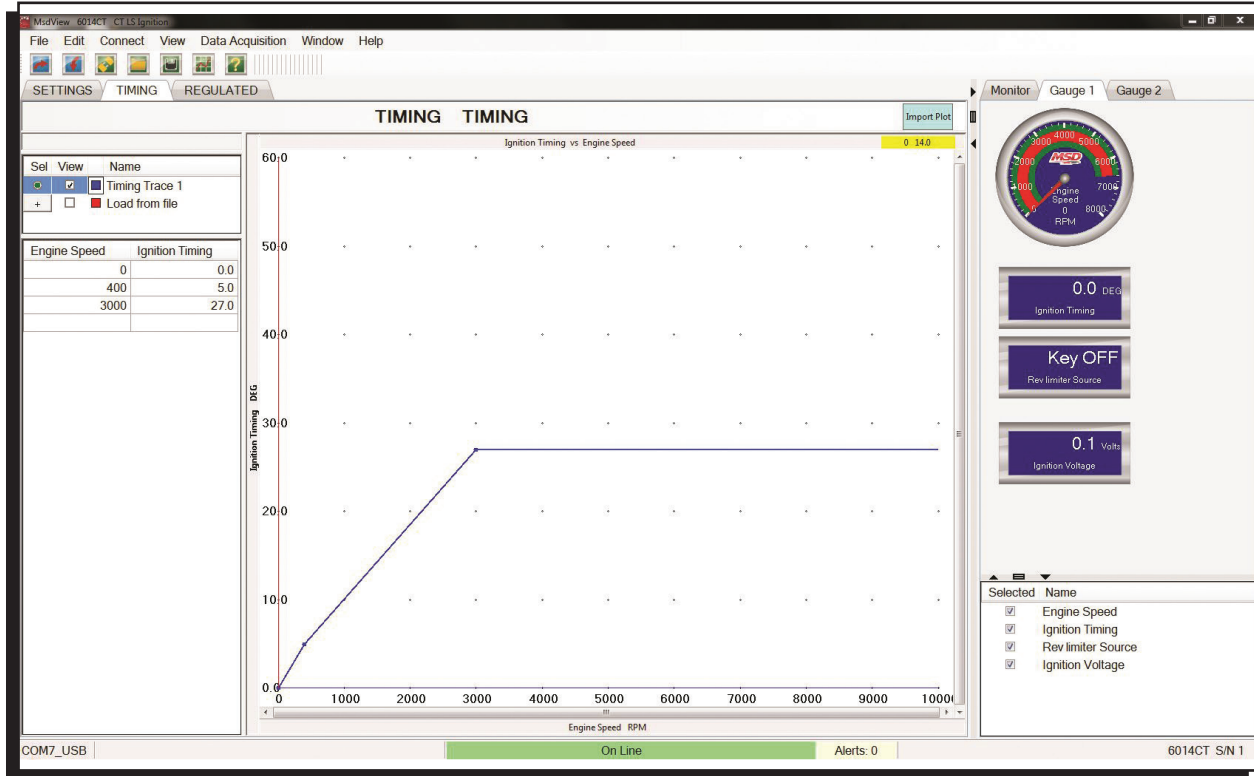 MsdView 6014CT CT LS Ignition
File Edit Connect View Data Acquisition Window Help
SETTINGS TIMING REGULATED
TIMING TIMING
Import Plot
Sel View Name
Timing Trace 1
+ Load from file
Engine Speed Ignition Timing
0 0.0
400 5.0
3000 27.0
Ignition Timing vs Engine Speed
0 14.0
60.0
50.0
40.0
30.0
20.0
10.0
0.0
Ignition Timing DEG
0 1000 2000 3000 4000 5000 6000 7000 8000 9000 10000
Engine Speed RPM
Monitor Gauge 1 Gauge 2
0 1000 2000 3000 4000 5000 6000 7000 8000
MSD
Engine
Speed
0
RPM
0.0 DEG
Ignition Timing
Key OFF
Rev limiter Source
0.1 Volts
Ignition Voltage
Selected Name
Engine Speed
Ignition Timing
Rev limiter Source
Ignition Voltage
COM7_USB On Line Alerts: 0 6014CT S/N 1